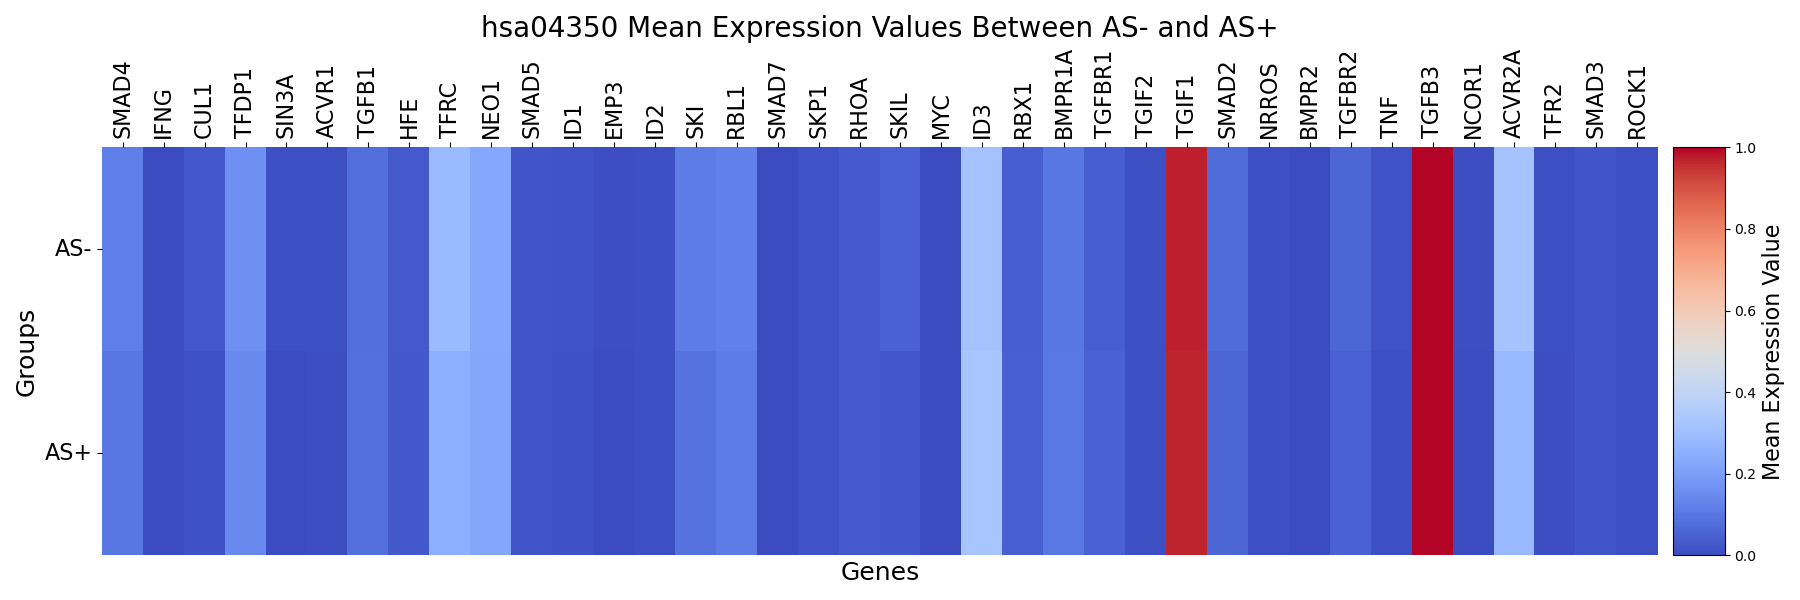 hsa04350 Mean Expression Values Between AS- and AS+
SMAD4
IFNG
CUL1
TFDP1
SIN3A
ACVR1
TGFB1
HFE
TFRC
NEO1
SMAD5
ID1
EMP3
ID2
SKI
RBL1
SMAD7
SKP1
RHOA
SKIL
MYC
ID3
RBX1
BMPR1A
TGFBR1
TGIF2
TGIF1
SMAD2
NRROS
BMPR2
TGFBR2
TNF
TGFB3
NCOR1
ACVR2A
TFR2
SMAD3
ROCK1
Groups
AS-
AS+
Genes
1.0
0.8
0.6
0.4
0.2
0.0
Mean Expression Value